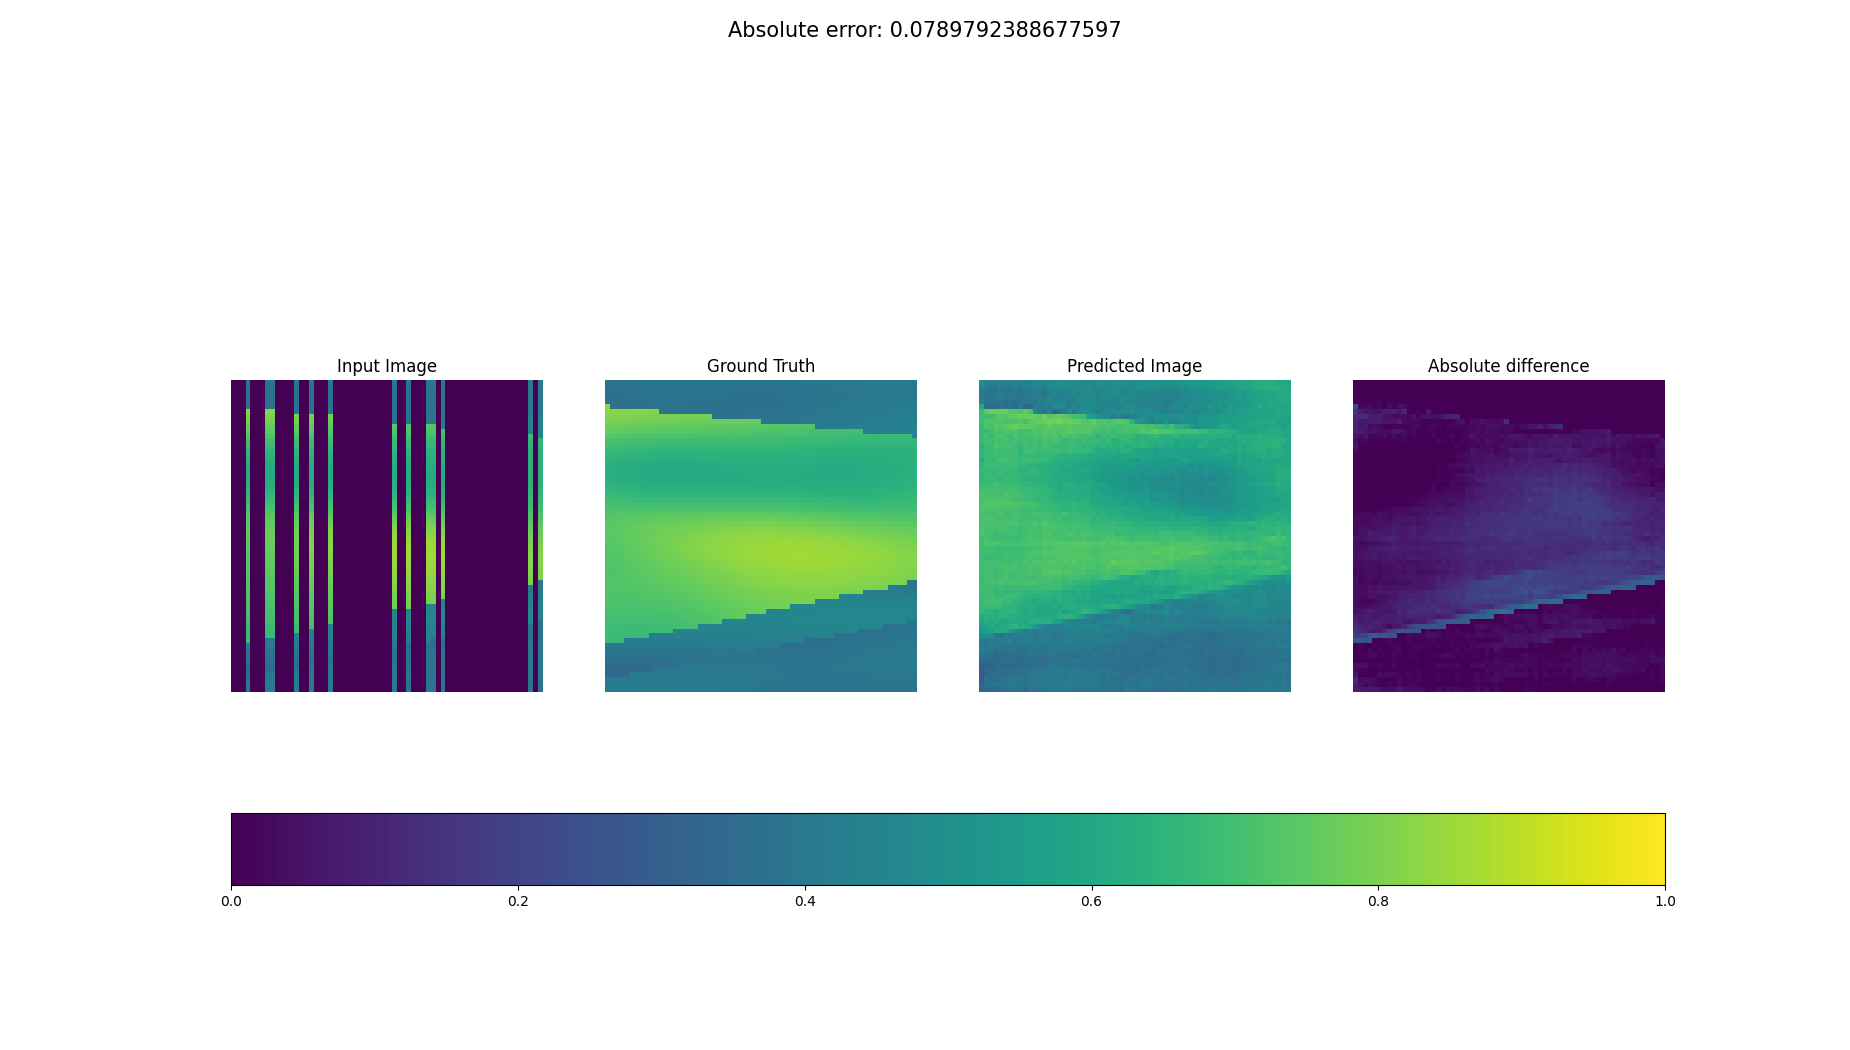 Absolute error: 0.0789792388677597
Input Image
Ground Truth
Predicted Image
Absolute difference
0.0
0.2
0.4
0.6
0.8
1.0